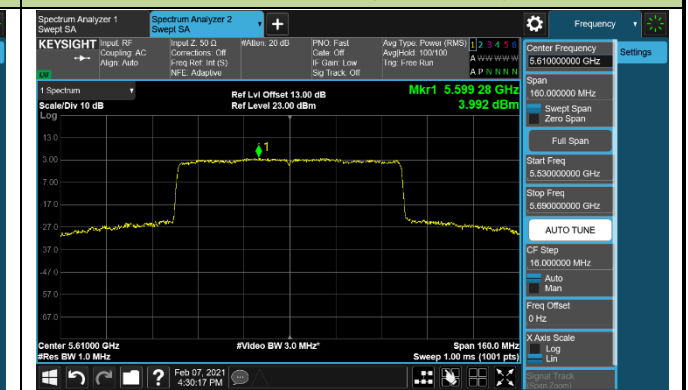 Spectrum Analyzer 1
Swept SA
Spectrum Analyzer 2
Swept SA
+
Frequency
KEYSIGHT
Input: RF
Coupling: AC
Align: Auto
Input Z: 50 Ω
Corrections: Off
Freq Ref: Int (S)
NFE: Adaptive
#Atten: 20 dB
PNO: Fast
Gate: Off
IF Gain: Low
Sig Track: Off
Avg Type: Power (RMS)
Avg|Hold: 100/100
Trig: Free Run
1 2 3 4 5 6
A W W W W W
A P N N N N
1 Spectrum
Scale/Div 10 dB
Log
Ref Lvl Offset 13.00 dB
Ref Level 23.00 dBm
Mkr1 5.599 28 GHz
3.992 dBm
1
13.0
3.00
-7.00
-17.0
-27.0
-37.0
-47.0
-57.0
-67.0
Center 5.61000 GHz
#Res BW 1.0 MHz
#Video BW 3.0 MHz*
Span 160.0 MHz
Sweep 1.00 ms (1001 pts)
Feb 07, 2021
4:30:17 PM
Center Frequency
5.610000000 GHz
Settings
Span
160.000000 MHz
Swept Span
Zero Span
Full Span
Start Freq
5.530000000 GHz
Stop Freq
5.690000000 GHz
AUTO TUNE
CF Step
16.000000 MHz
Auto
Man
Freq Offset
0 Hz
X Axis Scale
Log
Lin
Signal Track
(Span Zoom)